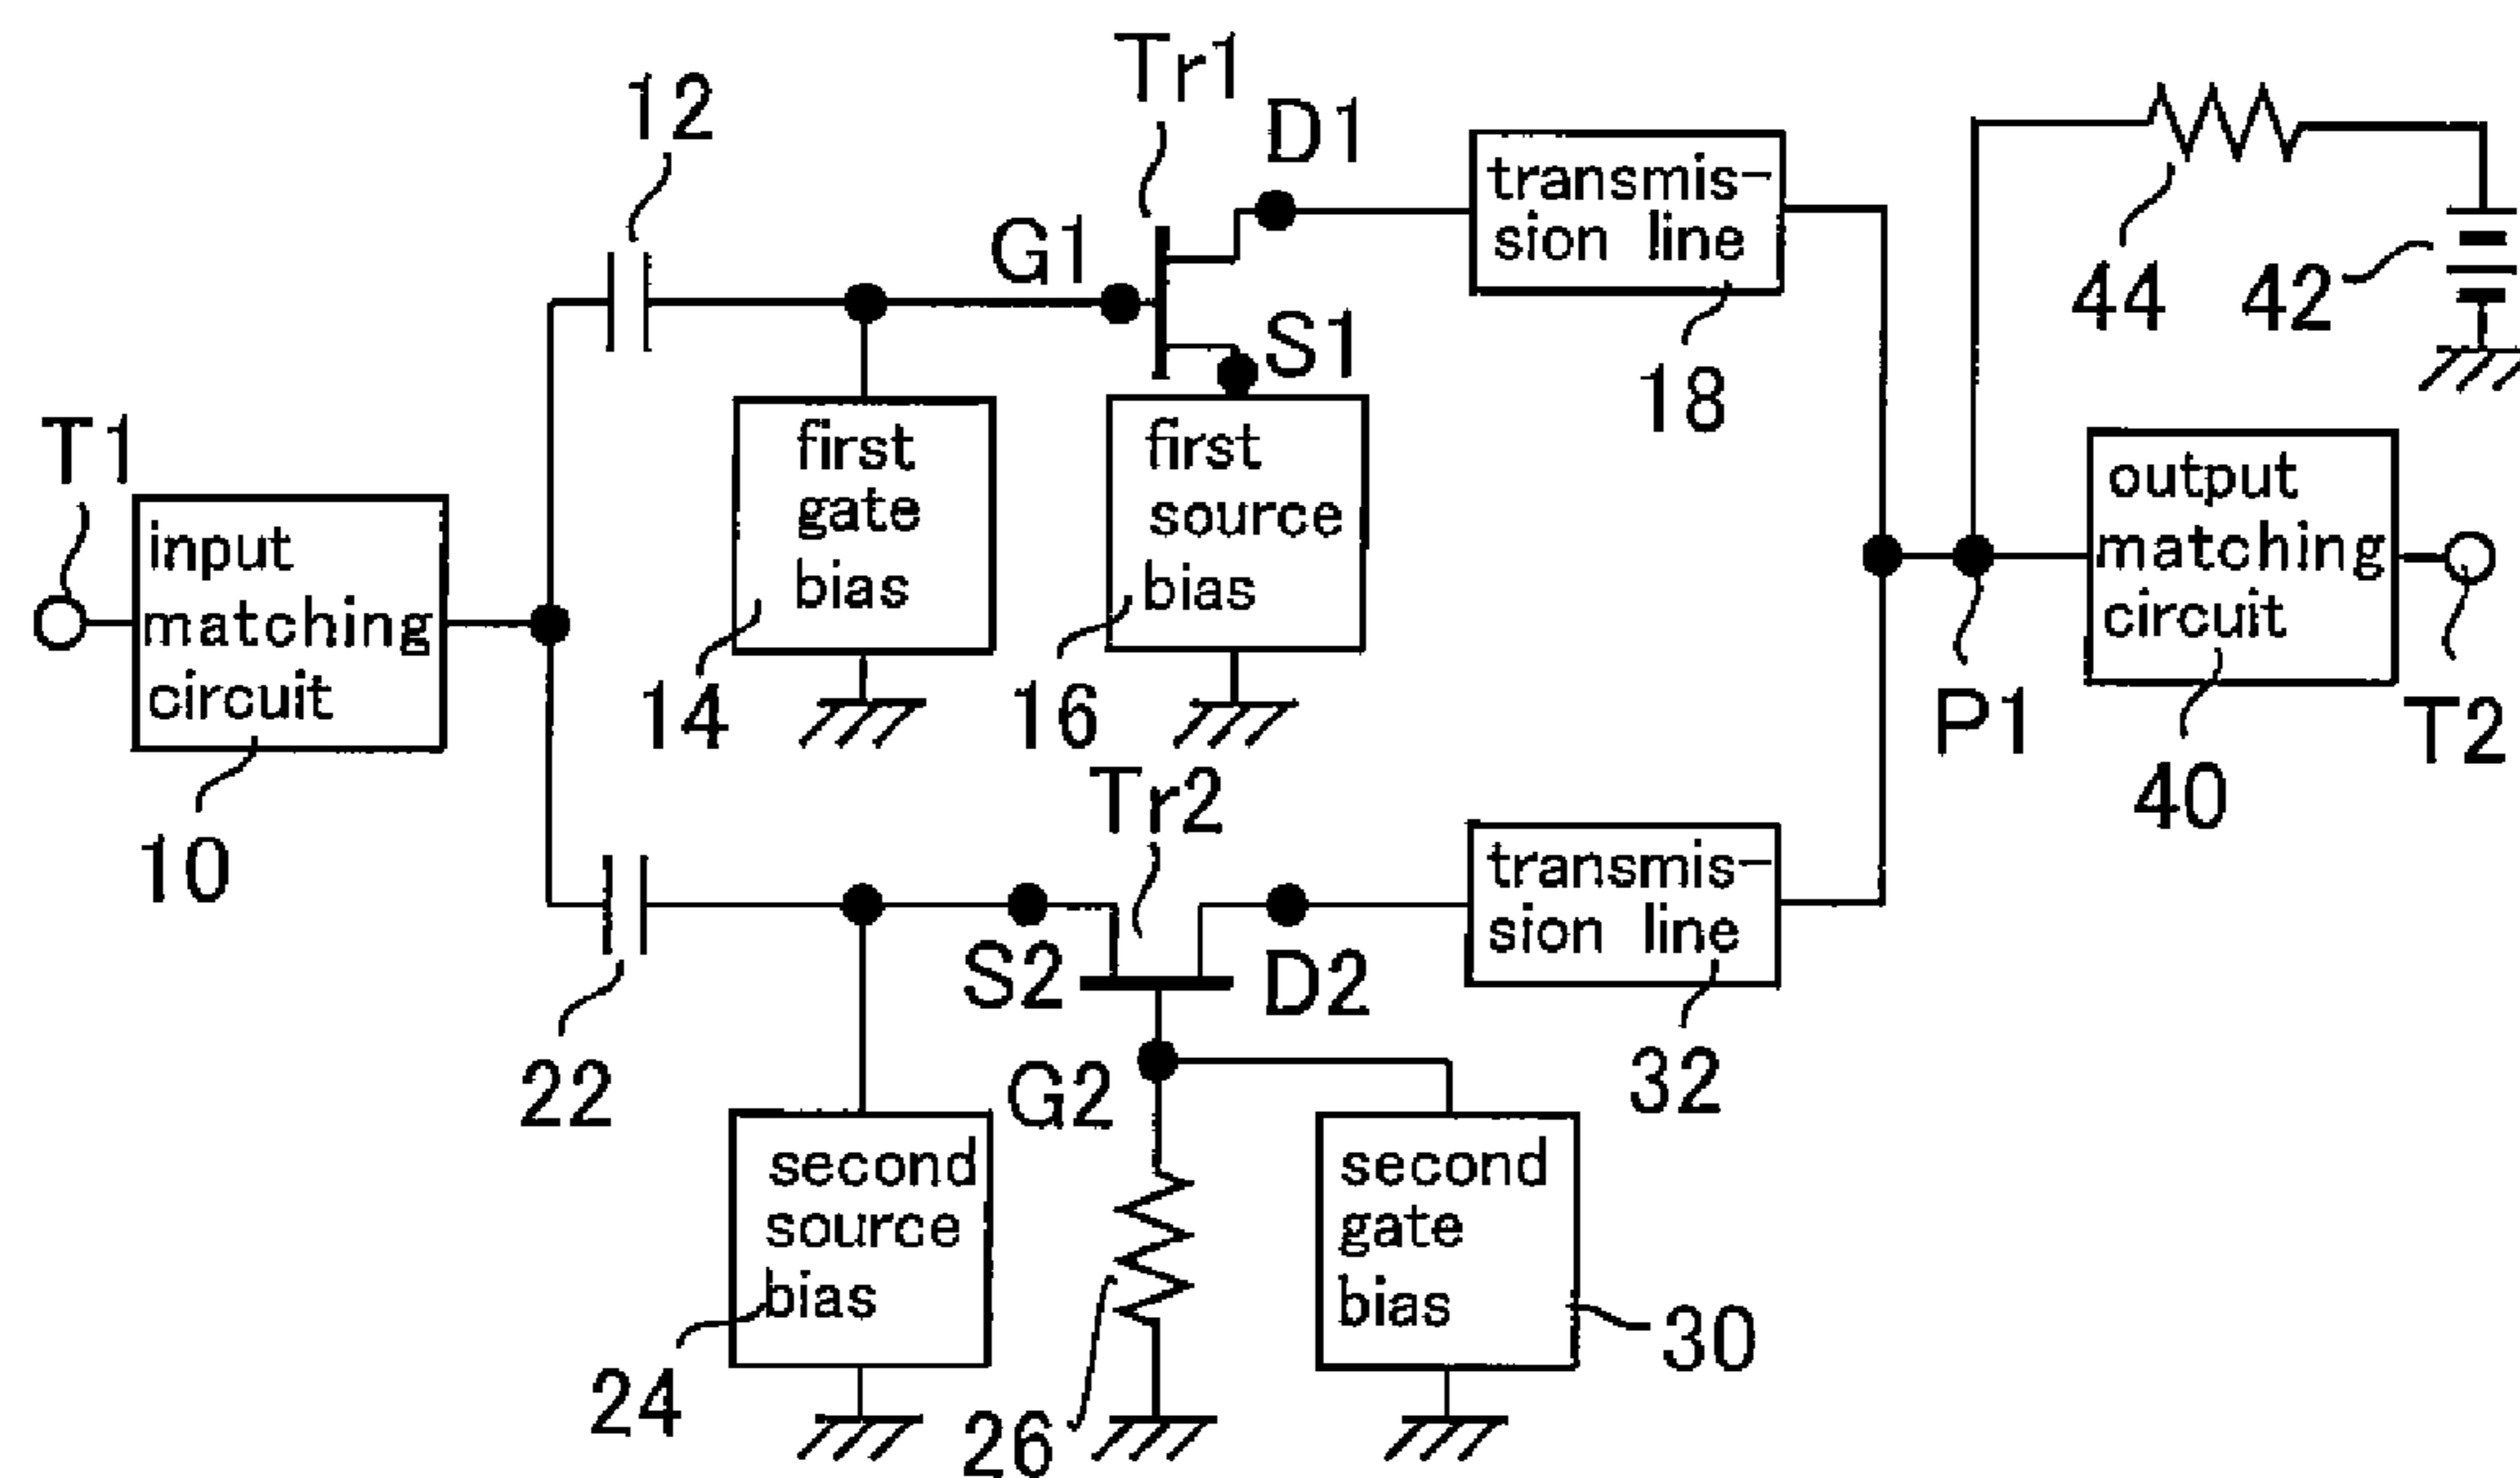 Tr1
12
D1
transmis-
sion line
G1
S1
44
42
18
T1
first
gate
bias
first
source
bias
output
matching
circuit
input
matching
circuit
14
16
P1
T2
Tr2
40
10
transmis-
sion line
S2
D2
22
G2
32
second
source
bias
second
gate
bias
24
26
30